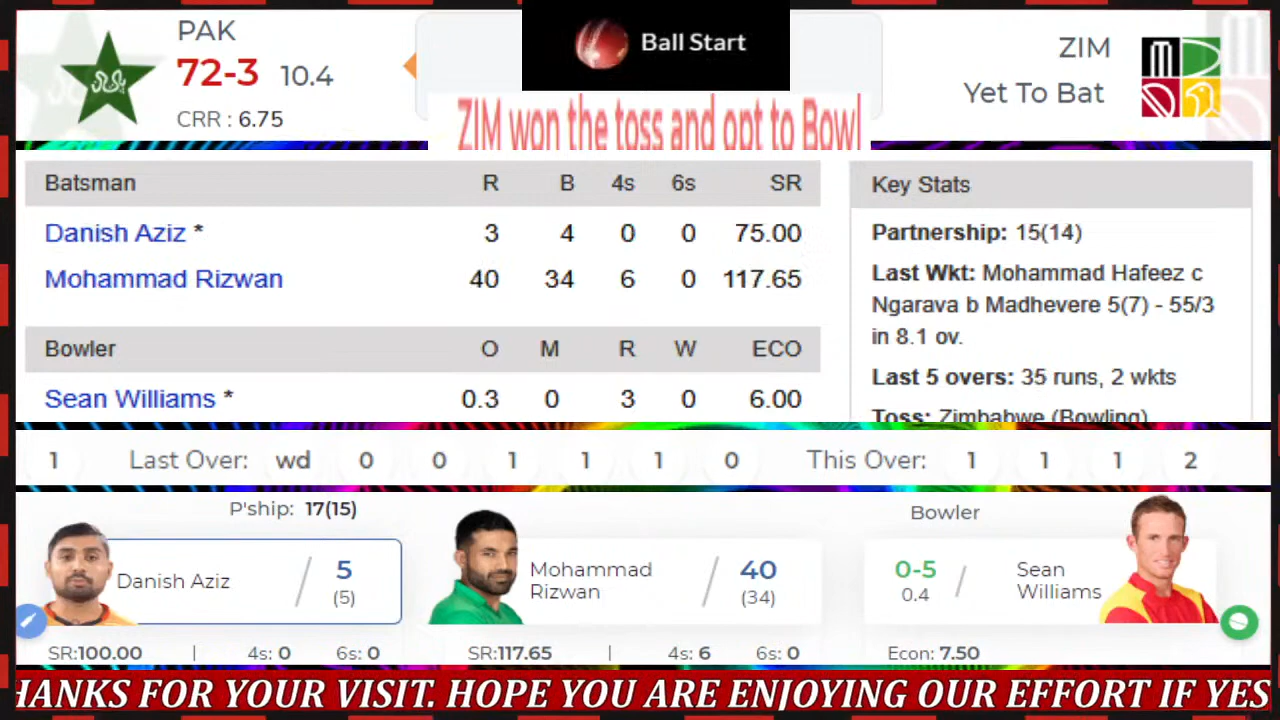 PAK
72-3 10.4
CRR : 6.75
Ball Start
ZIM won the toss and opt to Bowl
ZIM
Yet To Bat
Batsman R B 4s 6s SR
Danish Aziz * 3 4 0 0 75.00
Mohammad Rizwan 40 34 6 0 117.65
Bowler O M R W ECO
Sean Williams * 0.3 0 3 0 6.00
Key Stats
Partnership: 15(14)
Last Wkt: Mohammad Hafeez c
Ngarava b Madhevere 5(7) - 55/3
in 8.1 ov.
Last 5 overs: 35 runs, 2 wkts
Toss: Zimbabwe (Bowling)
1 Last Over: wd 0 0 1 1 1 0 This Over: 1 1 1 2
P'ship: 17(15)
Danish Aziz / 5
(5)
SR:100.00 | 4s: 0 6s: 0
Mohammad
Rizwan / 40
(34)
SR:117.65 | 4s: 6 6s: 0
Bowler
0-5
0.4 / Sean
Williams
Econ: 7.50
HANKS FOR YOUR VISIT. HOPE YOU ARE ENJOYING OUR EFFORT IF YES